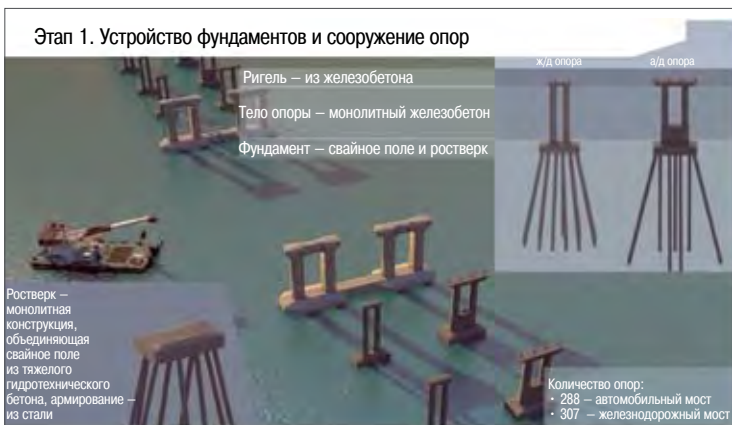 Этап 1. Устройство фундаментов и сооружение опор
ж/д опора
а/д опора
Ригель – из железобетона
Тело опоры – монолитный железобетон
Фундамент – свайное поле и ростверк
Ростверк –
монолитная
конструкция,
объединяющая
свайное поле
из тяжелого
гидротехнического
бетона, армирование –
из стали
Количество опор:
• 288 – автомобильный мост
• 307 – железнодорожный мост